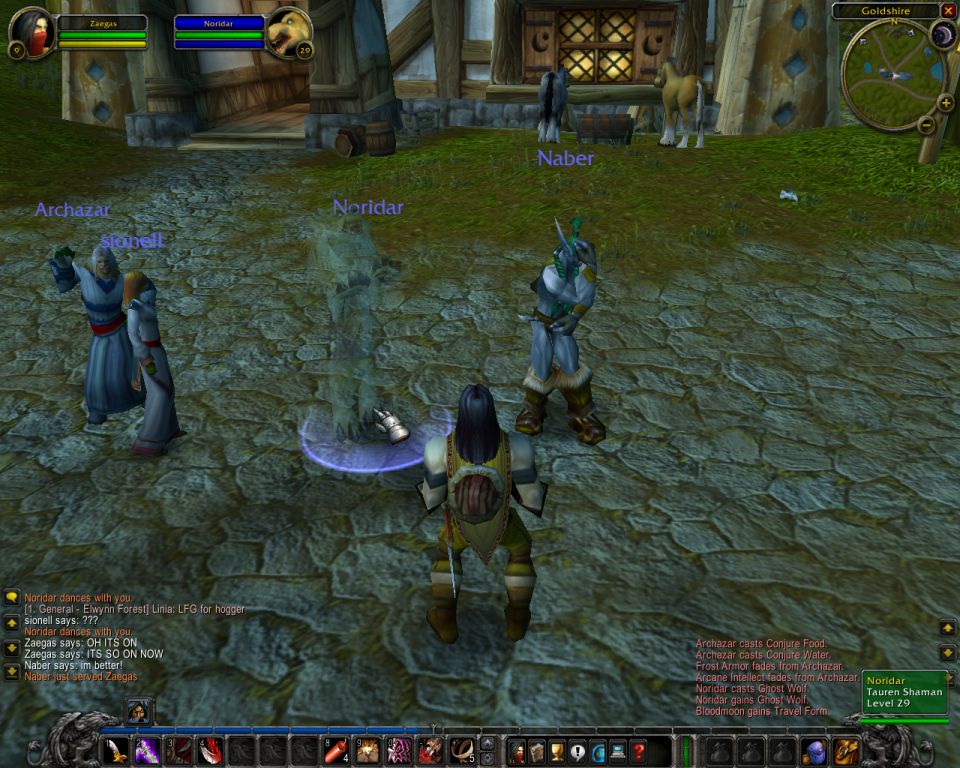 Zaegas
Noridar
Goldshire
N
9
29
Naber
Archazar
Noridar
sionell
Noridar dances with you.
[1. General - Elwynn Forest] Linia: LFG for hogger
sionell says: ???
Noridar dances with you.
Zaegas says: OH ITS ON
Zaegas says: ITS SO ON NOW
Naber says: im better!
Naber just served Zaegas
Archazar casts Conjure Food.
Archazar casts Conjure Water.
Frost Armor fades from Archazar.
Arcane Intellect fades from Archazar.
Noridar casts Ghost Wolf.
Noridar gains Ghost Wolf.
Bloodmoon gains Travel Form.
Noridar
Tauren Shaman
Level 29